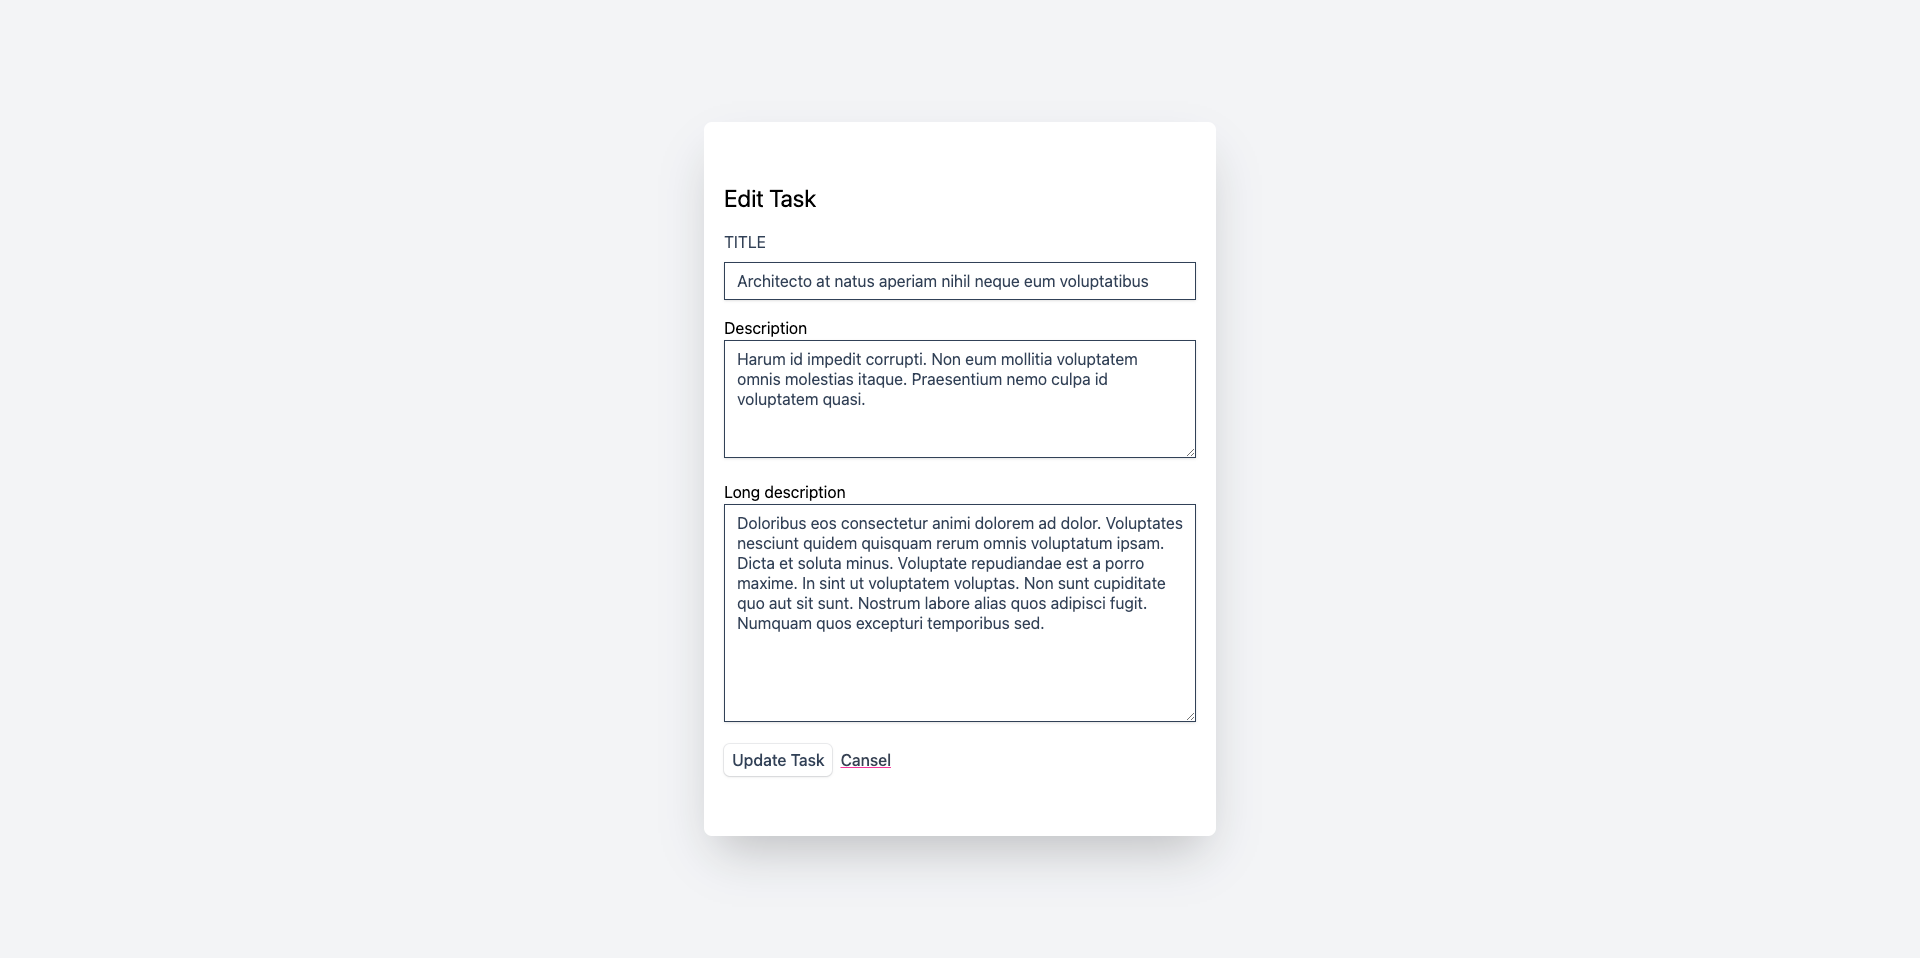 Edit Task
TITLE
Architecto at natus aperiam nihil neque eum voluptatibus
Description
Harum id impedit corrupti. Non eum mollitia voluptatem
omnis molestias itaque. Praesentium nemo culpa id
voluptatem quasi.
Long description
Doloribus eos consectetur animi dolorem ad dolor. Voluptates
nesciunt quidem quisquam rerum omnis voluptatum ipsam.
Dicta et soluta minus. Voluptate repudiandae est a porro
maxime. In sint ut voluptatem voluptas. Non sunt cupiditate
quo aut sit sunt. Nostrum labore alias quos adipisci fugit.
Numquam quos excepturi temporibus sed.
Update Task Cansel